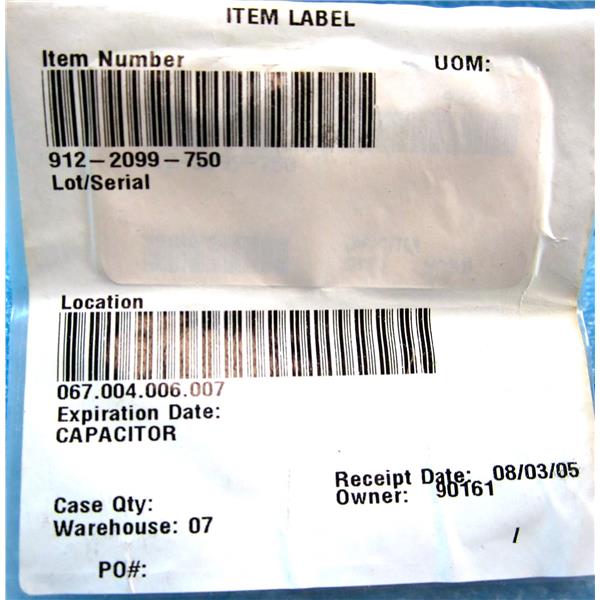 ITEM LABEL
Item Number UOM:
912-2099-750
Lot/Serial
Location
067.004.006.007
Expiration Date:
CAPACITOR
Receipt Date: 08/03/05
Case Qty: Owner: 90161
Warehouse: 07
/
PO#: